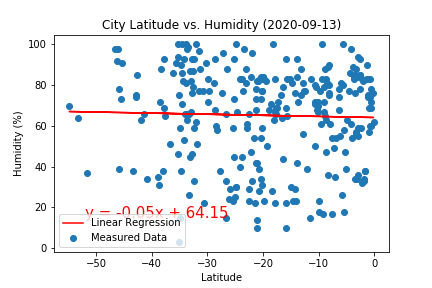 City Latitude vs. Humidity (2020-09-13)
100
80
60
40
20
0
Humidity (%)
y = -0.05x + 64.15
Linear Regression
Measured Data
−50 −40 −30 −20 −10 0
Latitude